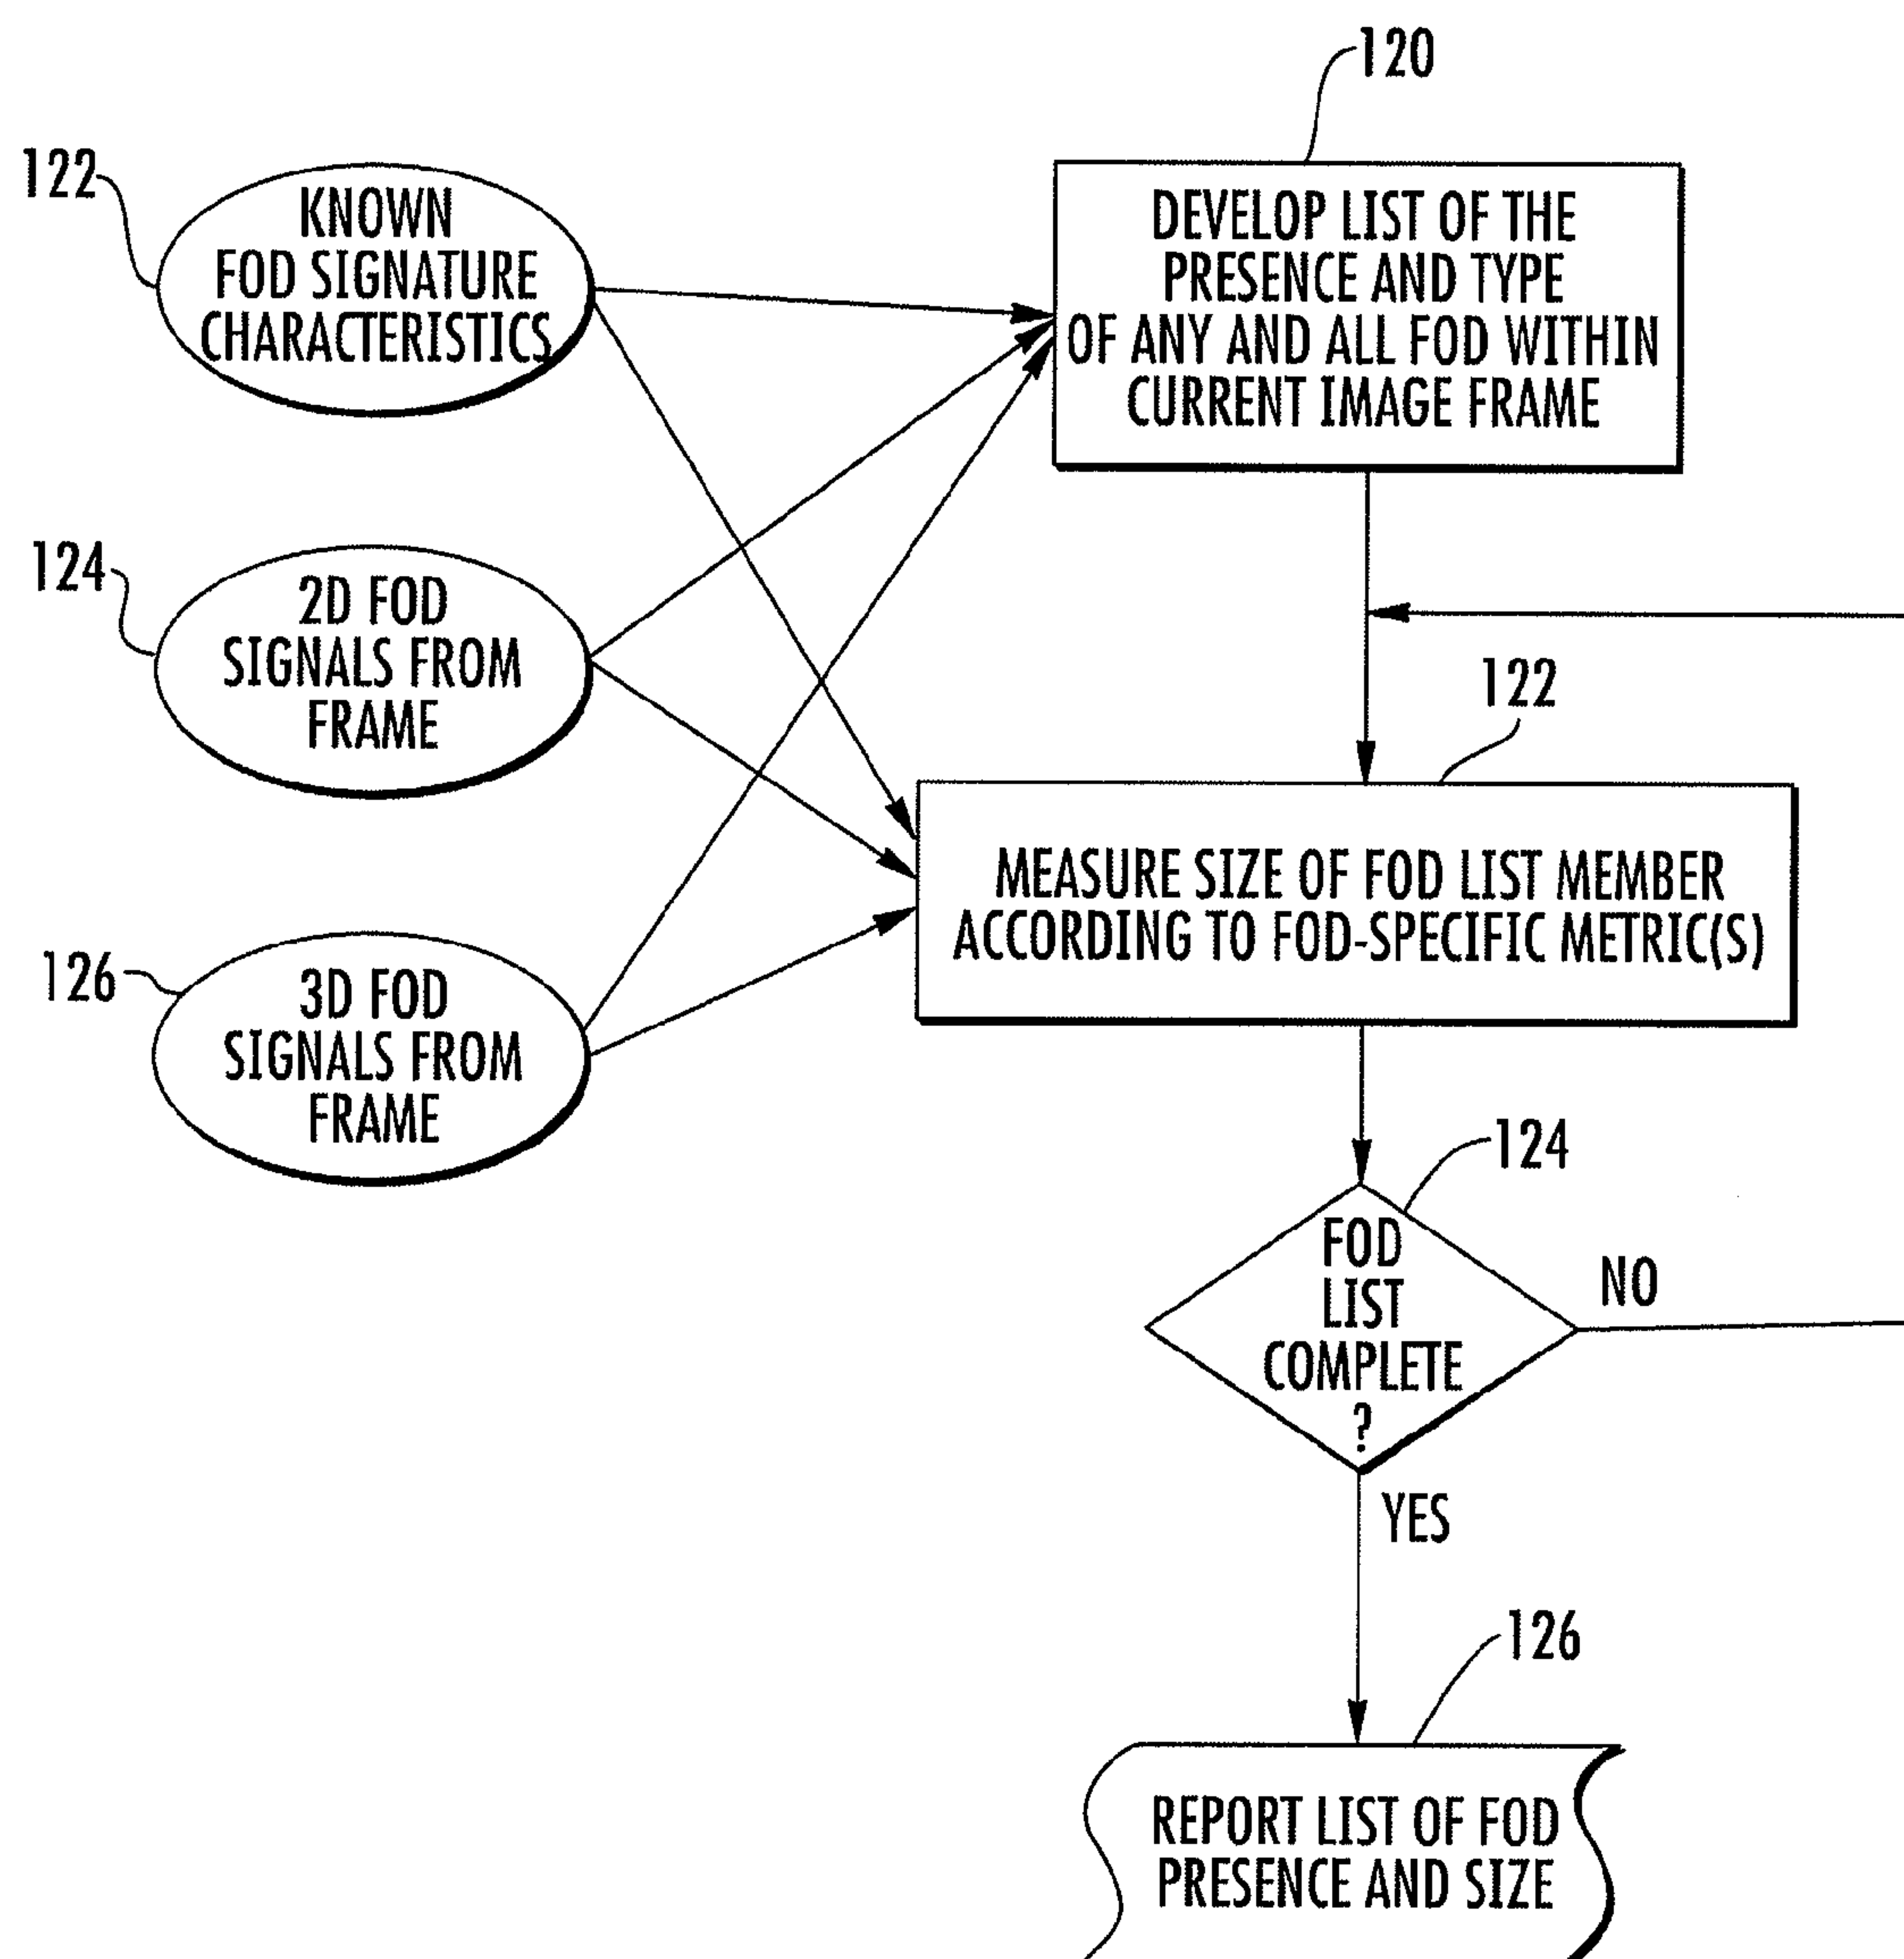 120
122
KNOWN
FOD SIGNATURE
CHARACTERISTICS
DEVELOP LIST OF THE
PRESENCE AND TYPE
OF ANY AND ALL FOD WITHIN
CURRENT IMAGE FRAME
124
2D FOD
SIGNALS FROM
FRAME
122
MEASURE SIZE OF FOD LIST MEMBER
ACCORDING TO FOD-SPECIFIC METRIC(S)
126
3D FOD
SIGNALS FROM
FRAME
124
FOD
LIST
COMPLETE
?
NO
YES
126
REPORT LIST OF FOD
PRESENCE AND SIZE